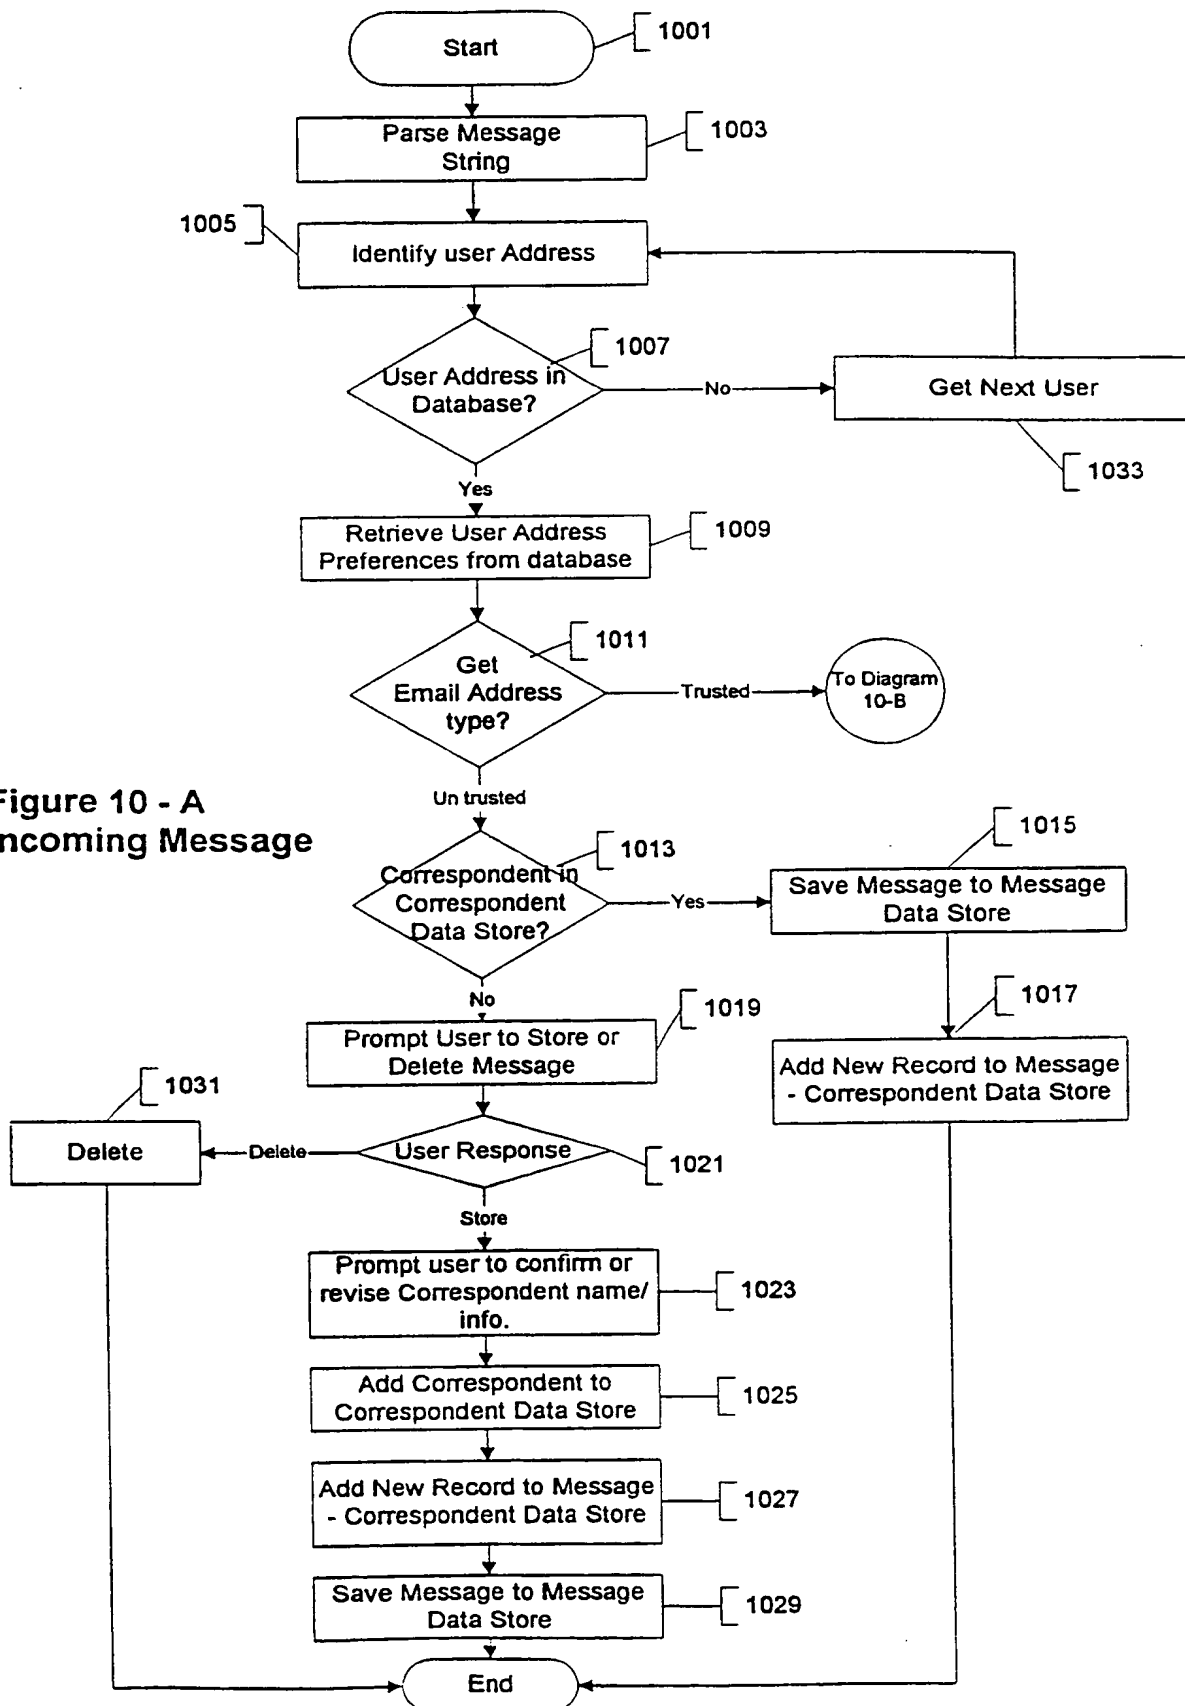 Start
1001
Parse Message
String
1003
1005
Identify user Address
1007
User Address in
Database?
No
Get Next User
1033
Yes
Retrieve User Address
Preferences from database
1009
1011
Get
Email Address
type?
Trusted
To Diagram
10-B
Un trusted
Figure 10 - A
Incoming Message
1013
Correspondent in
Correspondent
Data Store?
Yes
1015
Save Message to Message
Data Store
1017
Add New Record to Message
- Correspondent Data Store
No
1019
Prompt User to Store or
Delete Message
1031
Delete
Delete
User Response
1021
Store
Prompt user to confirm or
revise Correspondent name/
info.
1023
Add Correspondent to
Correspondent Data Store
1025
Add New Record to Message
- Correspondent Data Store
1027
Save Message to Message
Data Store
1029
End